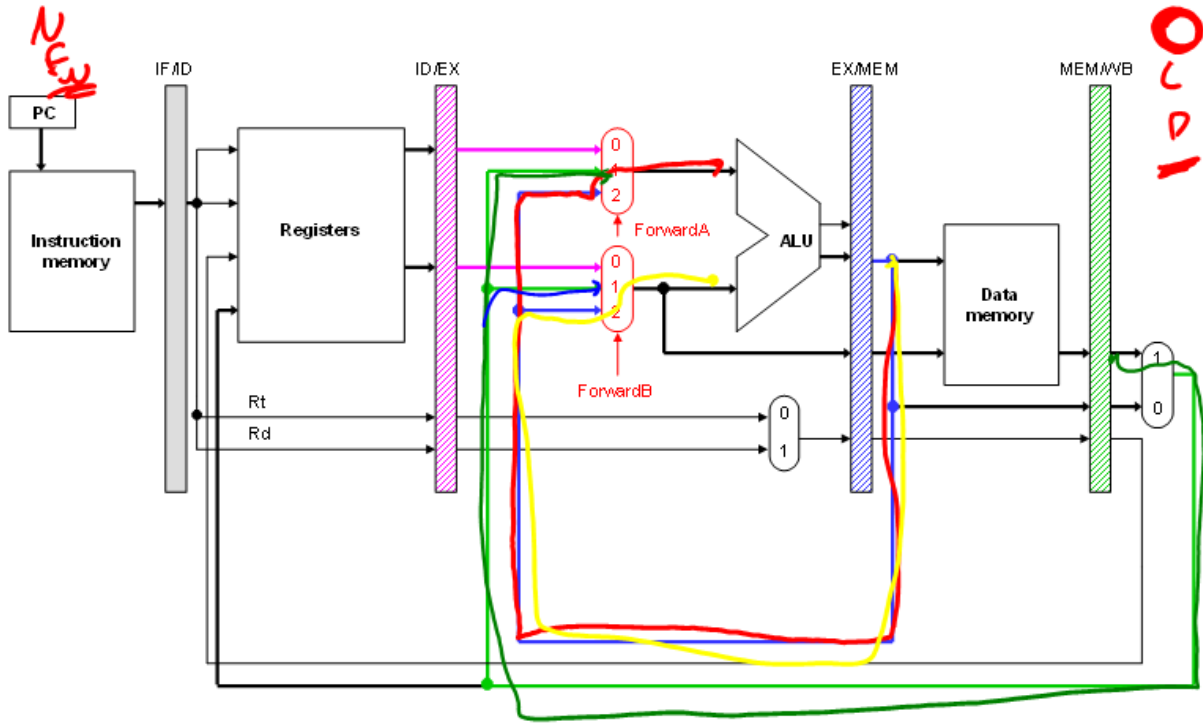 NEW
OLD
IF/ID
ID/EX
EX/MEM
MEM/WB
PC
Instruction
memory
Registers
0
1
2
ForwardA
0
1
2
ForwardB
ALU
Data
memory
1
0
Rt
Rd
0
1